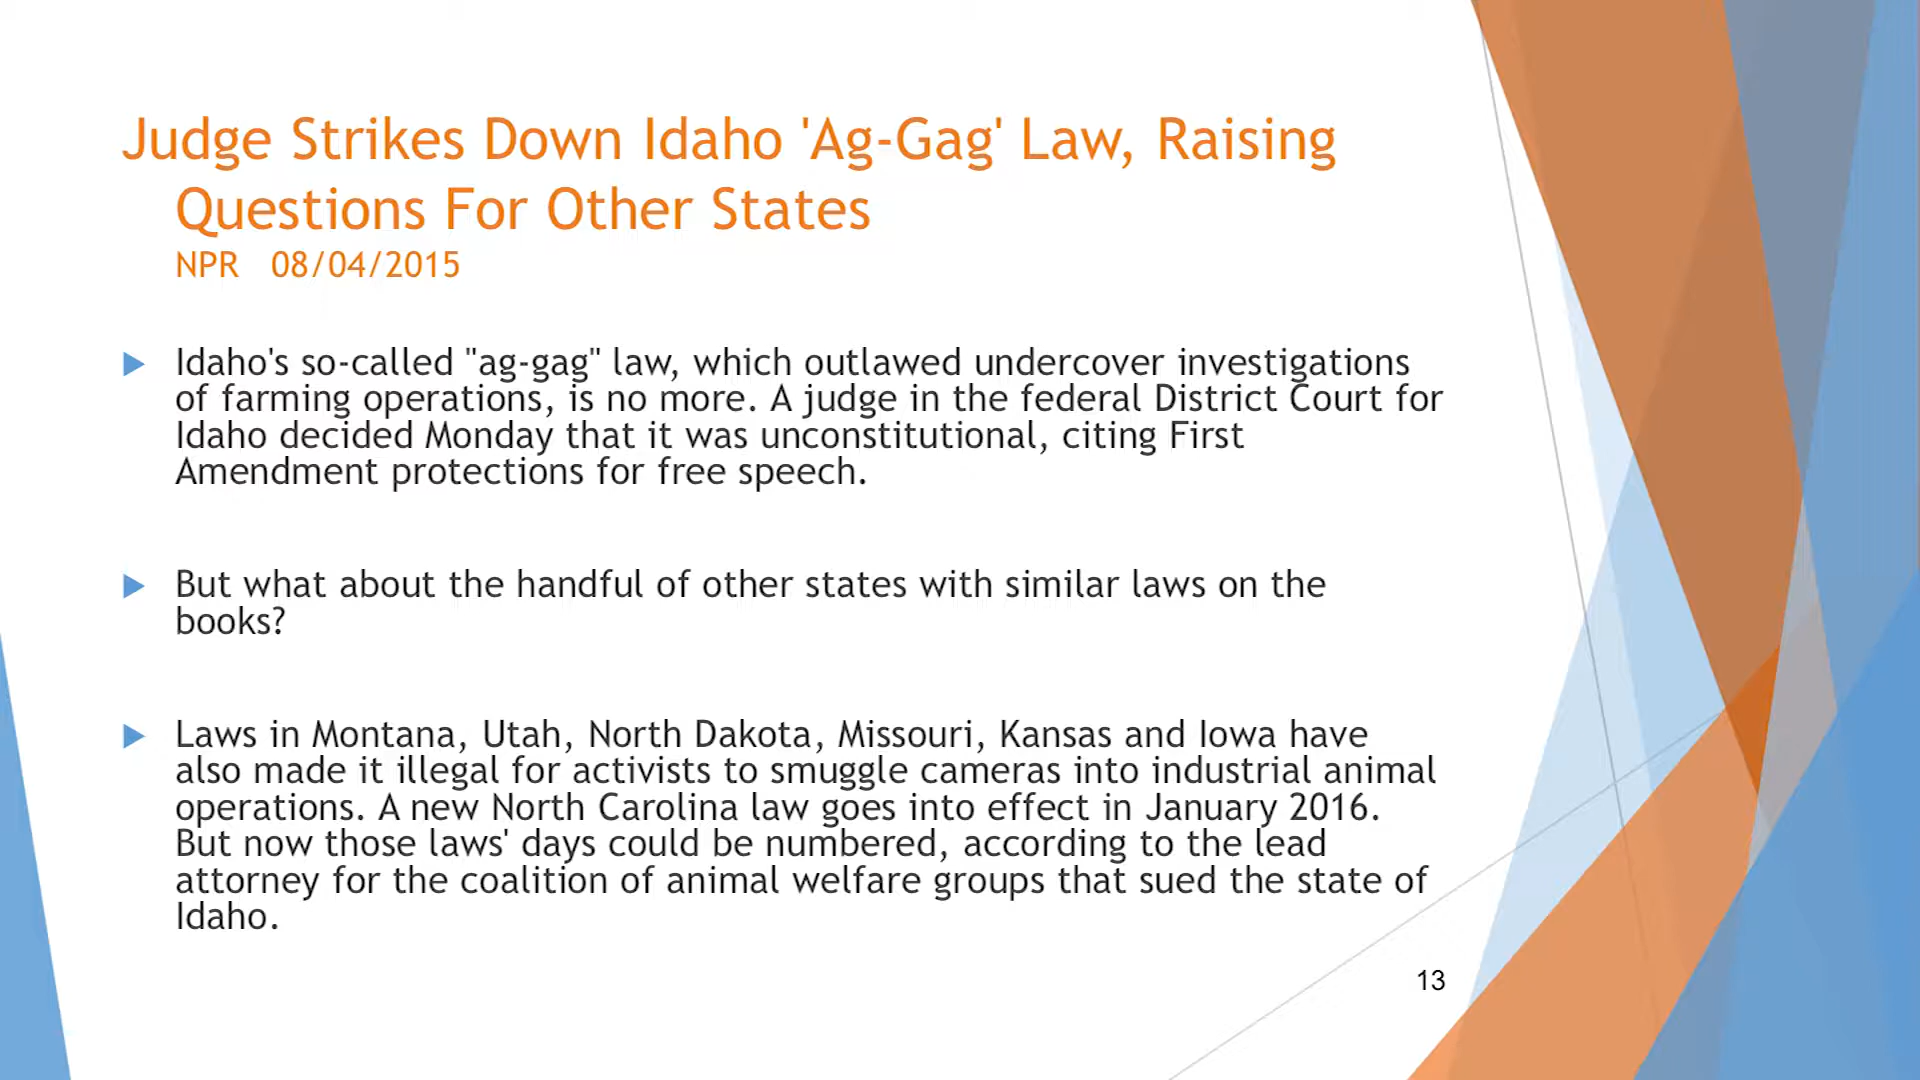 Judge Strikes Down Idaho 'Ag-Gag' Law, Raising
Questions For Other States
NPR 08/04/2015
Idaho's so-called "ag-gag" law, which outlawed undercover investigations
of farming operations, is no more. A judge in the federal District Court for
Idaho decided Monday that it was unconstitutional, citing First
Amendment protections for free speech.
But what about the handful of other states with similar laws on the
books?
Laws in Montana, Utah, North Dakota, Missouri, Kansas and Iowa have
also made it illegal for activists to smuggle cameras into industrial animal
operations. A new North Carolina law goes into effect in January 2016.
But now those laws' days could be numbered, according to the lead
attorney for the coalition of animal welfare groups that sued the state of
Idaho.
13